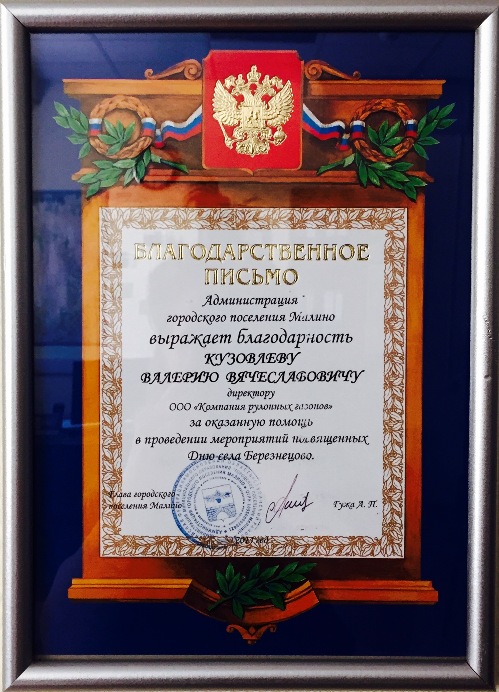 БЛАГОДАРСТВЕННОЕ
ПИСЬМО
Администрация
городского поселения Малино
выражает благодарность
КУЗОВЛЕВУ
ВАЛЕРИЮ ВЯЧЕСЛАВОВИЧУ
директору
ООО «Компания рулонных газонов»
за оказанную помощь
в проведении мероприятий посвященных
Дню села Березнецово.
Глава городского
поселения Малино
Гужа А. П.